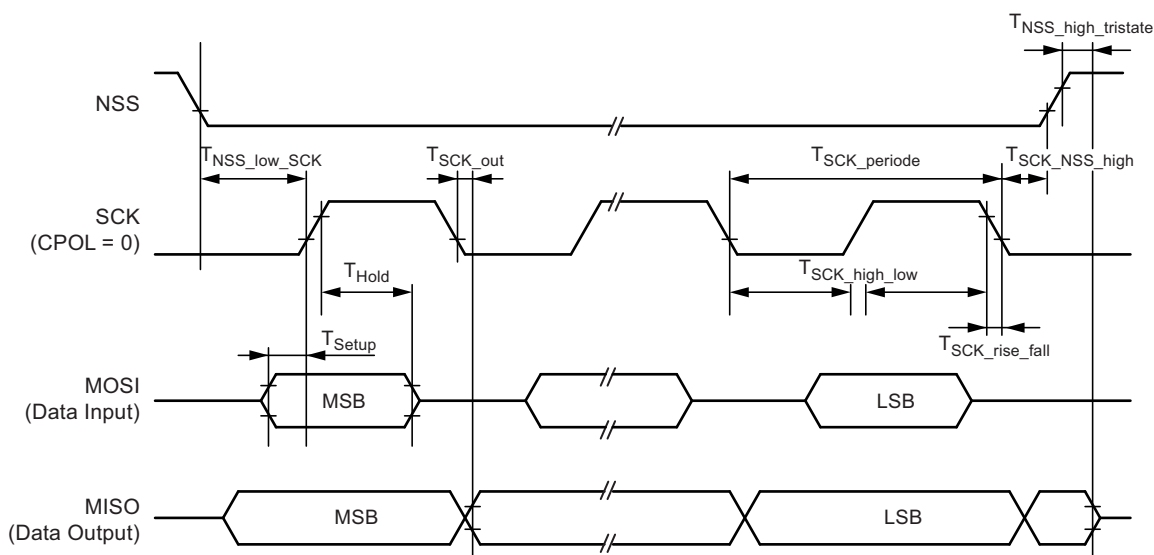 T_NSS_high_tristate
NSS
T_NSS_low_SCK
T_SCK_out
T_SCK_periode
T_SCK_NSS_high
SCK
(CPOL = 0)
T_Hold
T_SCK_high_low
T_Setup
T_SCK_rise_fall
MOSI
(Data Input)
MSB
LSB
MISO
(Data Output)
MSB
LSB